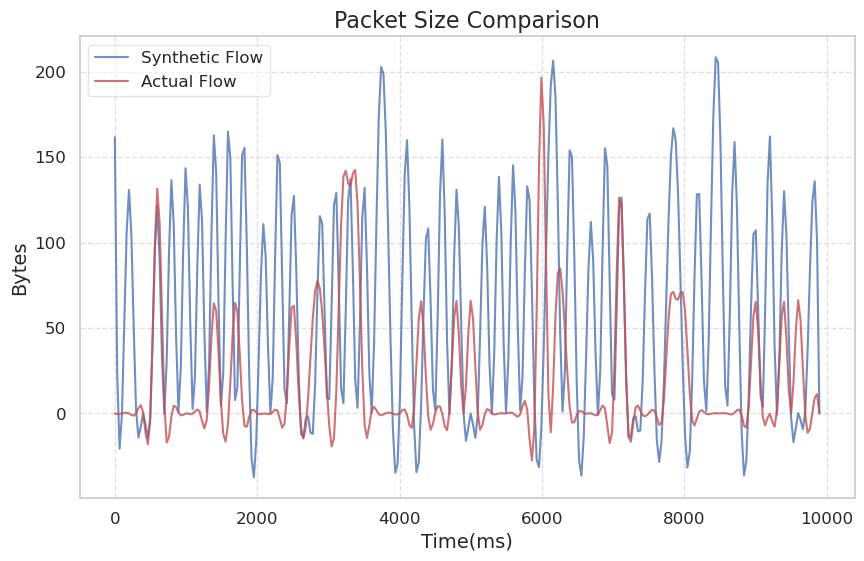 Packet Size Comparison
Synthetic Flow
Actual Flow
Bytes
200
150
100
50
0
0 2000 4000 6000 8000 10000
Time(ms)